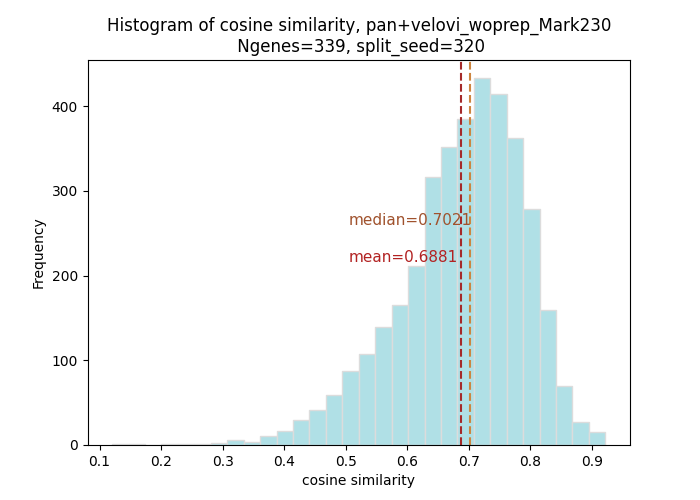 Histogram of cosine similarity, pan+velovi_woprep_Mark230
Ngenes=339, split_seed=320
400
300
200
100
0
Frequency
median=0.7021
mean=0.6881
0.1 0.2 0.3 0.4 0.5 0.6 0.7 0.8 0.9
cosine similarity